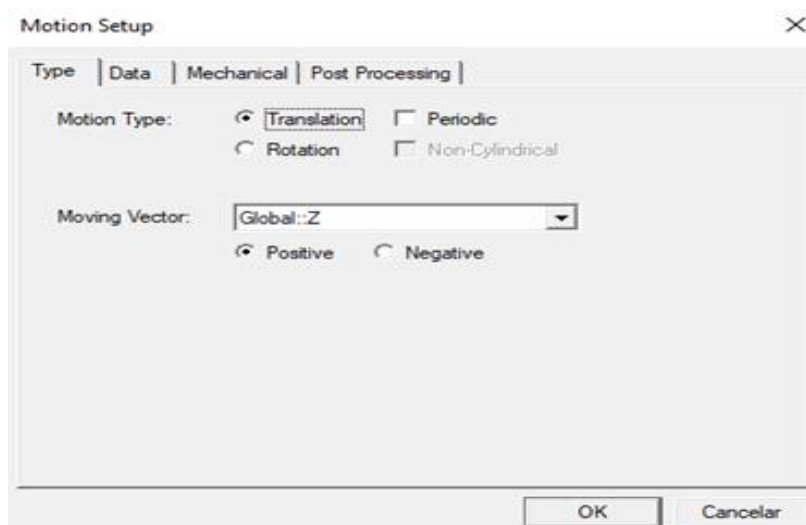 Motion Setup
Type Data Mechanical Post Processing
Motion Type: Translation Periodic
Rotation Non-Cylindrical
Moving Vector: Global::Z
Positive Negative
OK Cancelar